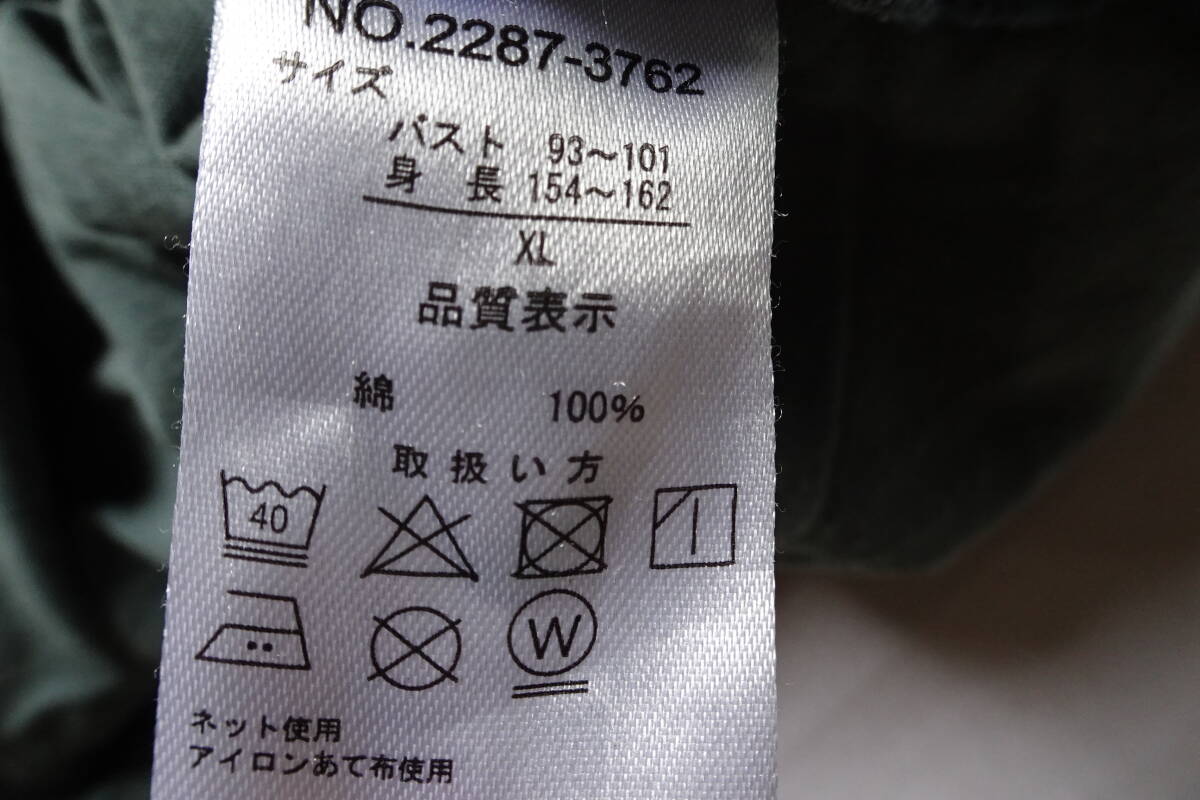 NO.2287-3762
サイズ
バスト 93～101
身 長 154～162
XL
品質表示
綿 100%
取扱い方
40
W
ネット使用
アイロンあて布使用